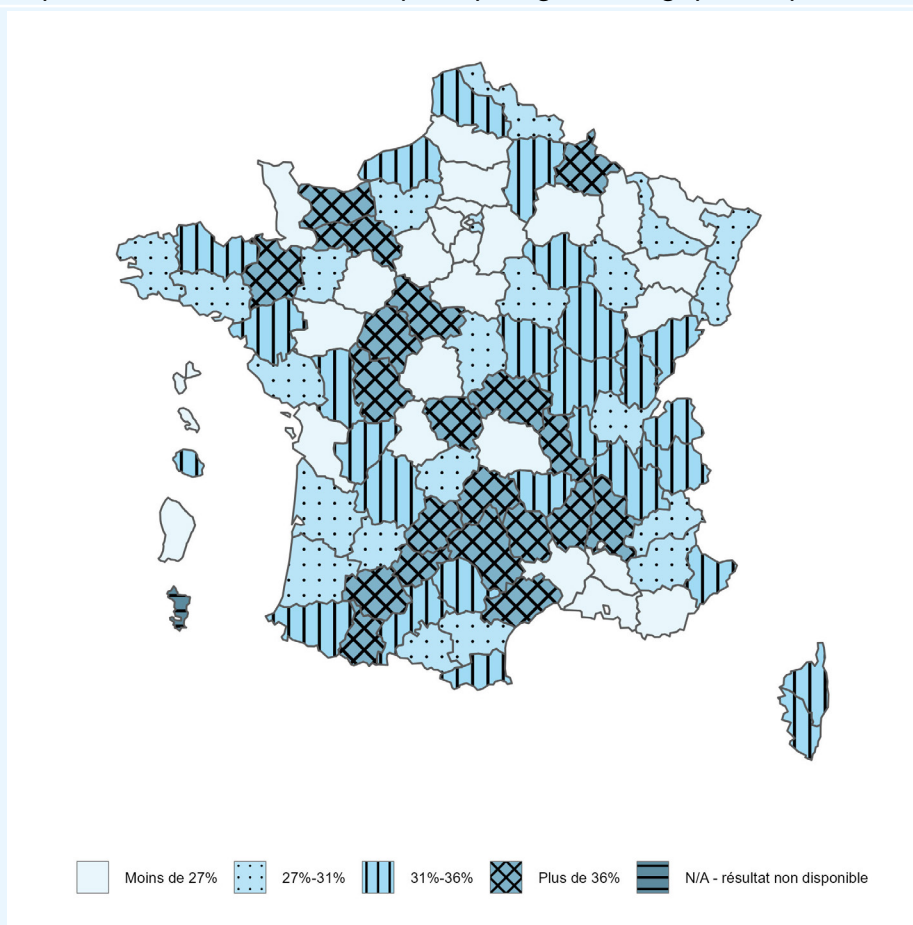 Moins de 27%
27%-31%
31%-36%
Plus de 36%
N/A - résultat non disponible